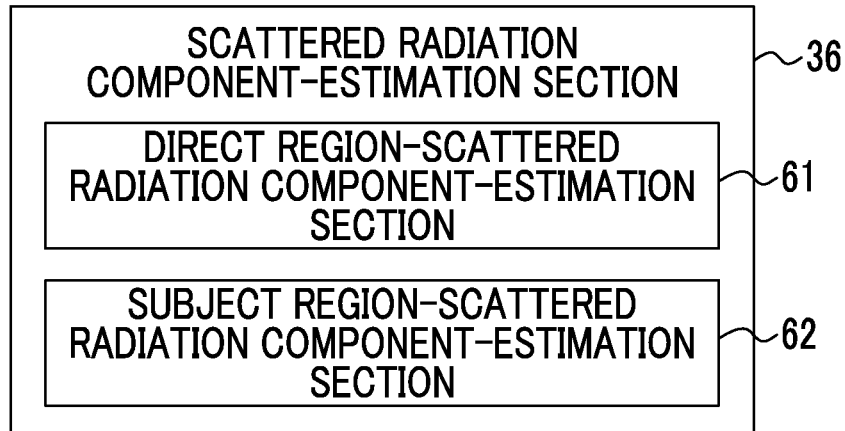 SCATTERED RADIATION
COMPONENT-ESTIMATION SECTION
36
DIRECT REGION-SCATTERED
RADIATION COMPONENT-ESTIMATION
SECTION
61
SUBJECT REGION-SCATTERED
RADIATION COMPONENT-ESTIMATION
SECTION
62